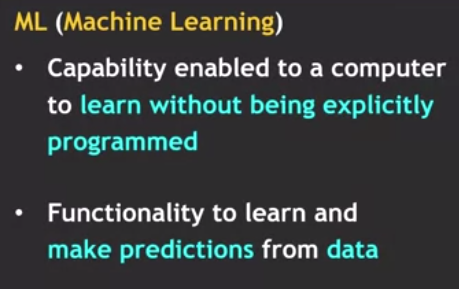 ML (Machine Learning)
• Capability enabled to a computer
to learn without being explicitly
programmed
• Functionality to learn and
make predictions from data